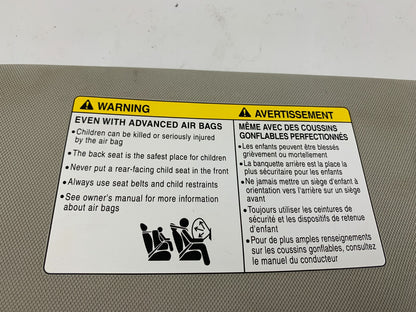 WARNING
EVEN WITH ADVANCED AIR BAGS
•Children can be killed or seriously injured
by the air bag
•The back seat is the safest place for children
•Never put a rear-facing child seat in the front
•Always use seat belts and child restraints
•See owner's manual for more information
about air bags
AVERTISSEMENT
MÊME AVEC DES COUSSINS
GONFLABLES PERFECTIONNÉS
•Les enfants peuvent être blessés
grièvement ou mortellement
•La banquette arrière est la place la
plus sécuritaire pour les enfants
•Ne jamais mettre un siège d'enfant à
orientation vers l'arrière sur un siège
avant
•Toujours utiliser les ceintures de
sécurité et les dispositifs de retenue
d'enfant
•Pour de plus amples renseignements
sur les coussins gonflables, consultez
le manuel du conducteur